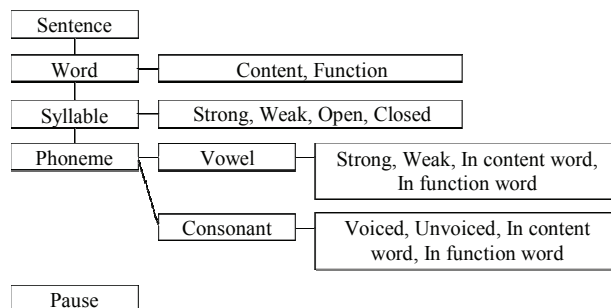 Sentence
Word
Content, Function
Syllable
Strong, Weak, Open, Closed
Phoneme
Vowel
Strong, Weak, In content word,
In function word
Consonant
Voiced, Unvoiced, In content
word, In function word
Pause